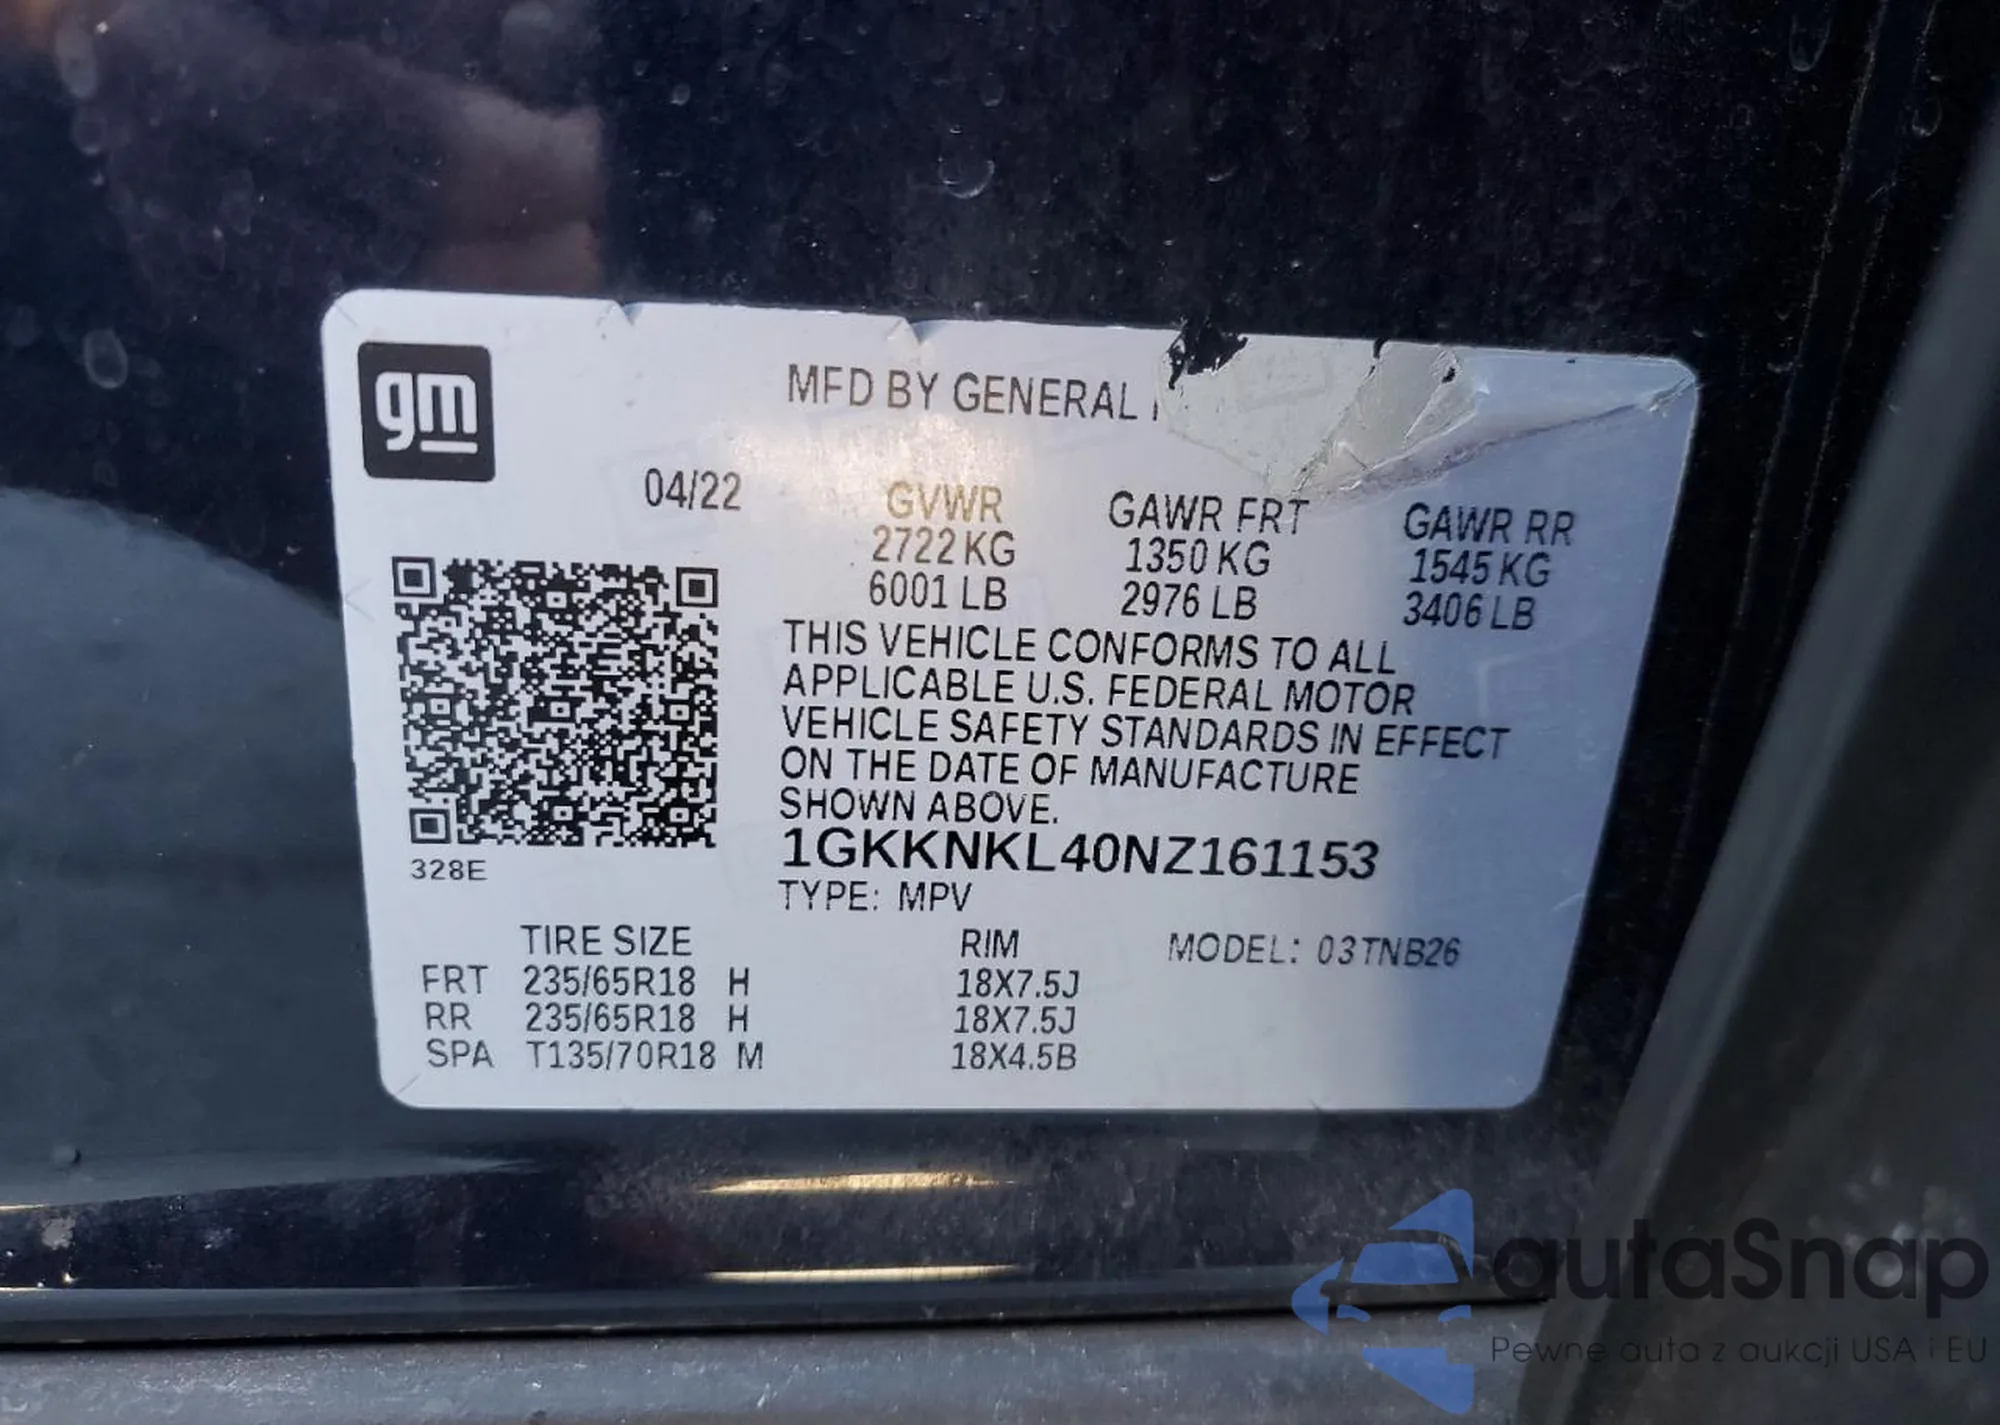 gm
MFD BY GENERAL
04/22 GVWR GAWR FRT GAWR RR
2722 KG 1350 KG 1545 KG
6001 LB 2976 LB 3406 LB
THIS VEHICLE CONFORMS TO ALL
APPLICABLE U.S. FEDERAL MOTOR
VEHICLE SAFETY STANDARDS IN EFFECT
ON THE DATE OF MANUFACTURE
SHOWN ABOVE.
1GKKNKL40NZ161153
328E
TYPE: MPV
TIRE SIZE RIM MODEL: 03TNB26
FRT 235/65R18 H 18X7.5J
RR 235/65R18 H 18X7.5J
SPA T135/70R18 M 18X4.5B
autaSnap
Pewne auta z aukcji USA i EU